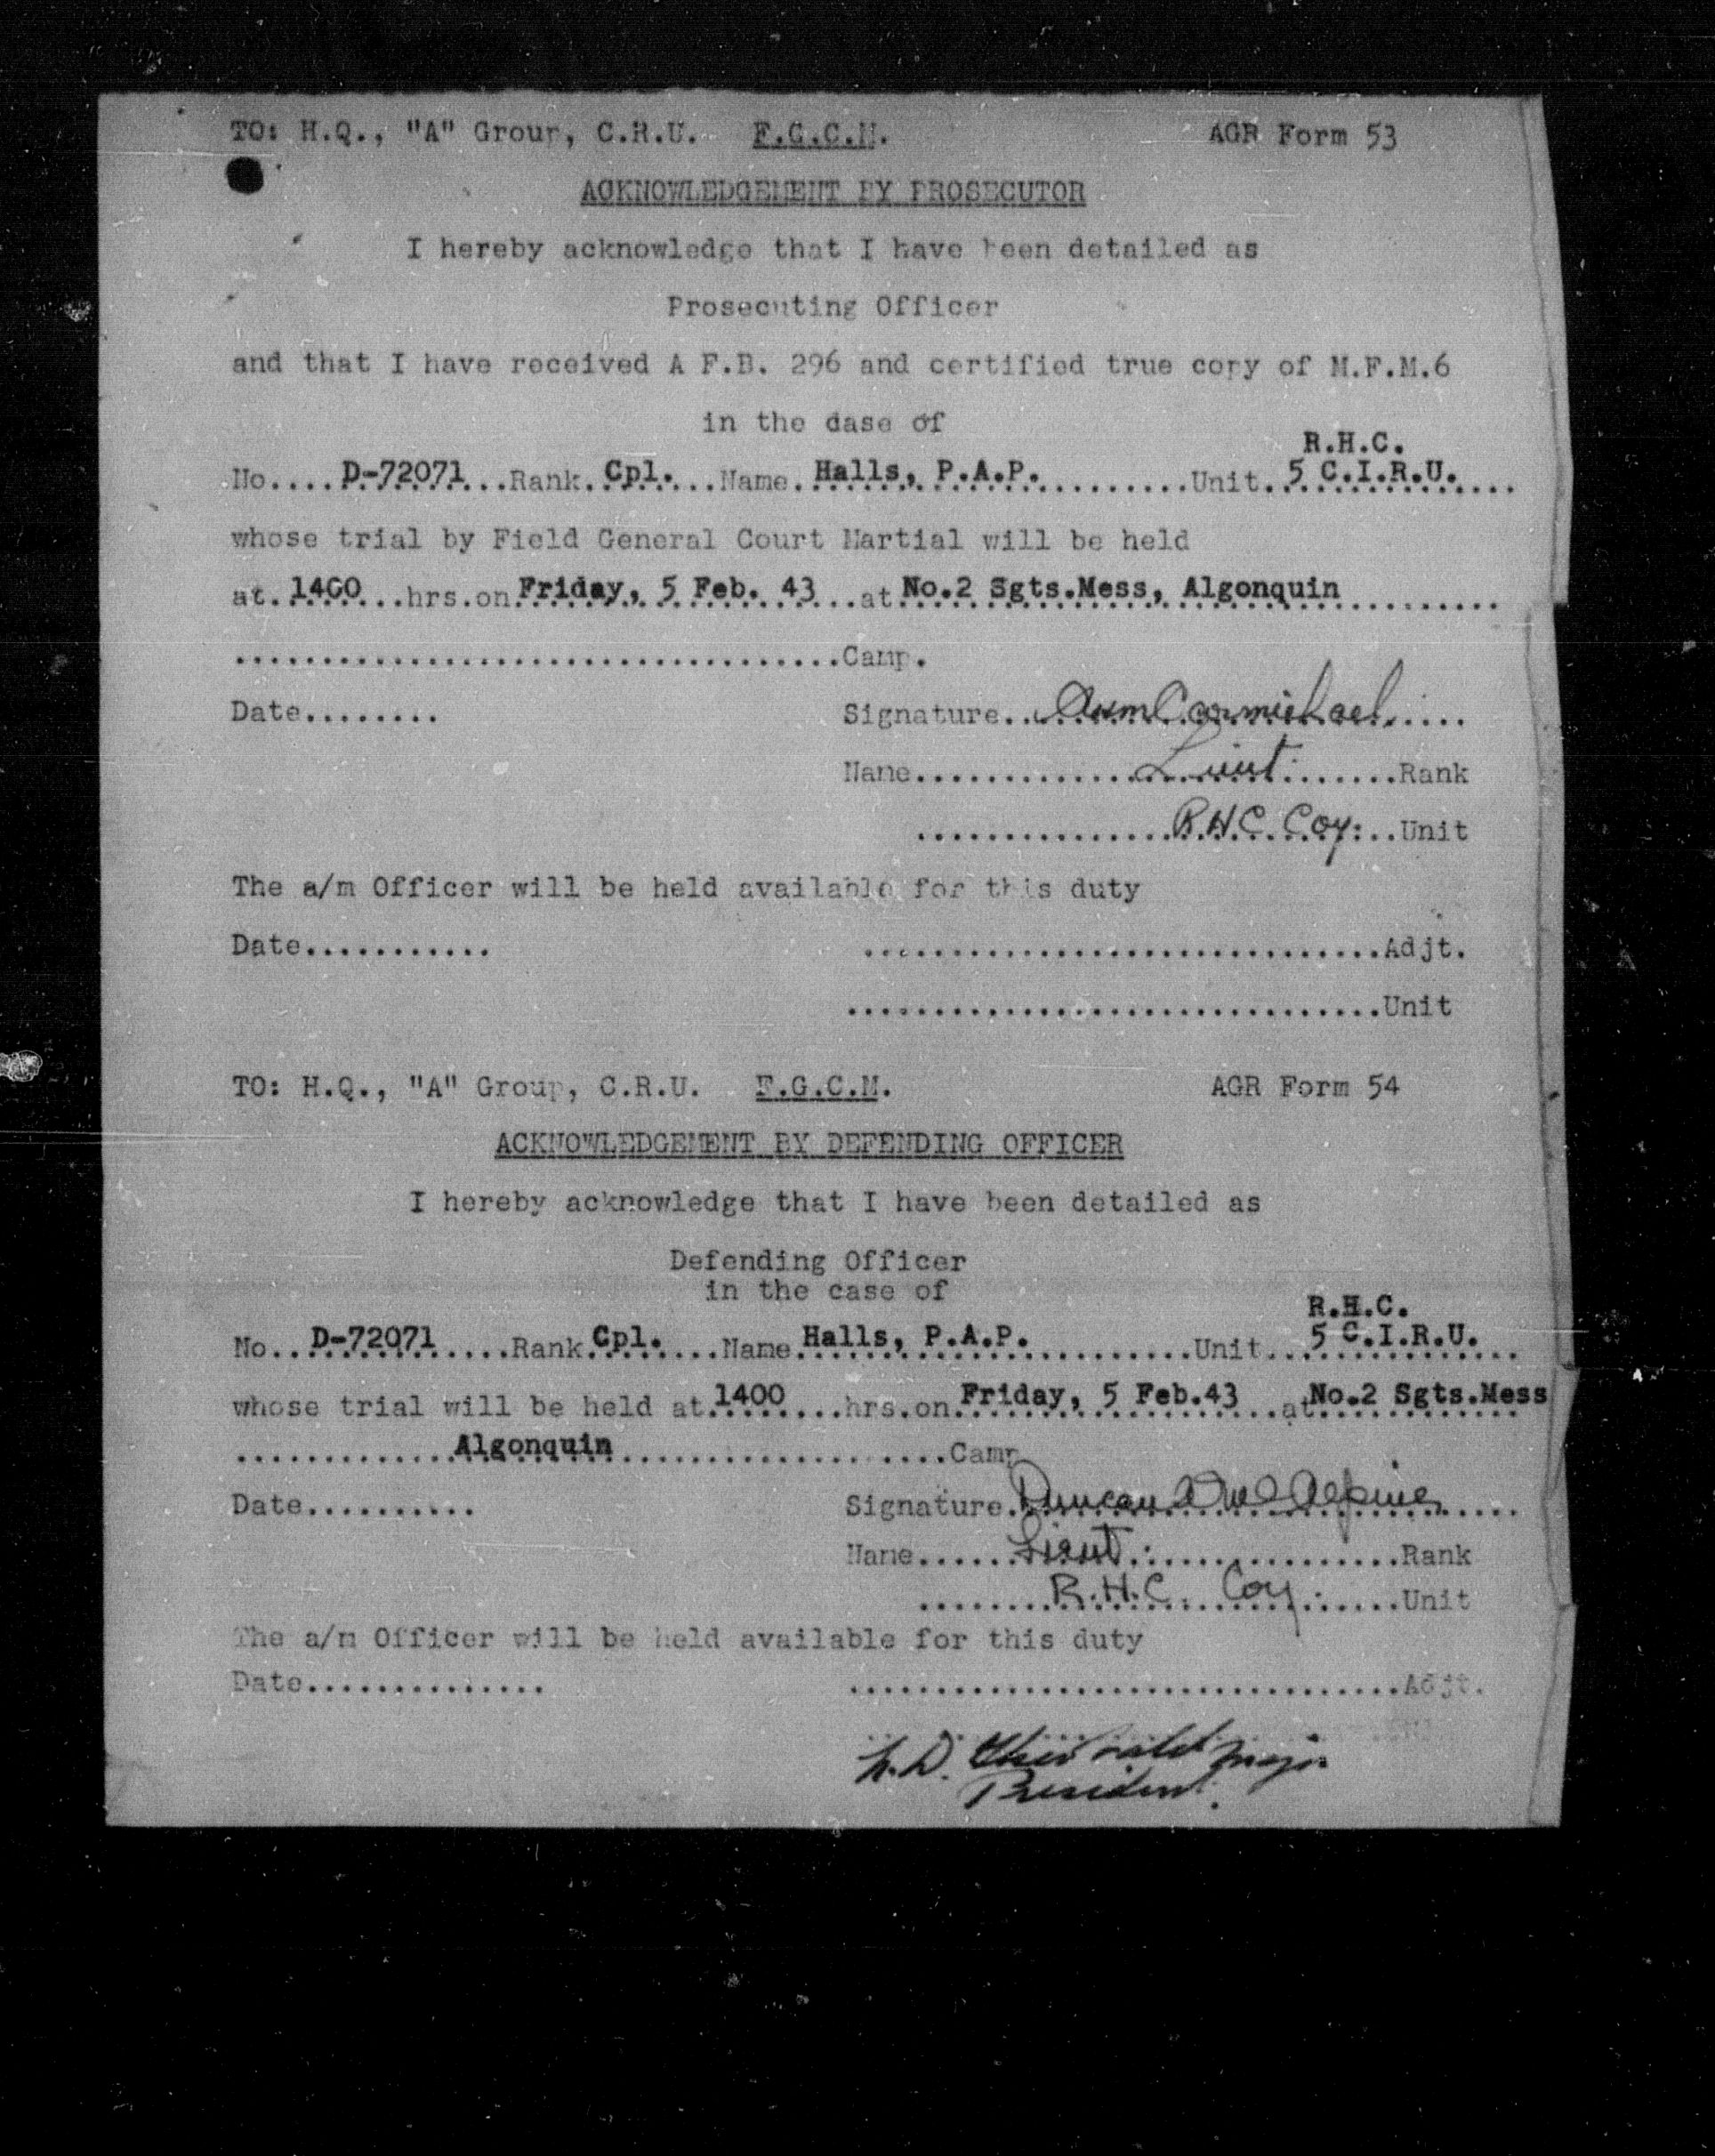 TO: H.Q., "A" Group, C.R.U. F.G.C.M. AGR Form 53
ACKNOWLEDGEMENT BY PROSECUTOR
I hereby acknowledge that I have been detailed as
Prosecuting Officer
and that I have received A F.B. 296 and certified true copy of M.F.M.6
in the dase of
R.H.C.
No....D-72071...Rank.Cpl....Name.Halls, P.A.P...........Unit.5 C.I.R.U....
whose trial by Field General Court Martial will be held
at.1400...hrs.on Friday, 5 Feb. 43...at No.2 Sgts.Mess, Algonquin.......
..................................Camp.
Date........ Signature...Carmichael.....
Name............Lieut.......Rank
..............R.H.C. Coy...Unit
The a/m Officer will be held available for this duty
Date........... .............................Adjt.
..............................Unit
TO: H.Q., "A" Group, C.R.U. F.G.C.M. AGR Form 54
ACKNOWLEDGEMENT BY DEFENDING OFFICER
I hereby acknowledge that I have been detailed as
Defending Officer
in the case of
R.H.C.
No..D-72071.....Rank Cpl....Name Halls, P.A.P..........Unit..5 C.I.R.U...
whose trial will be held at.1400...hrs.on.Friday, 5 Feb.43..at No.2 Sgts.Mess
............Algonquin...................Camp
Date.......... Signature.Duncan A McAlpine.....
Name......Lieut...............Rank
........R.H.C. Coy......Unit
The a/m Officer will be held available for this duty
Date.............. ...............................Adjt.
Major
President.